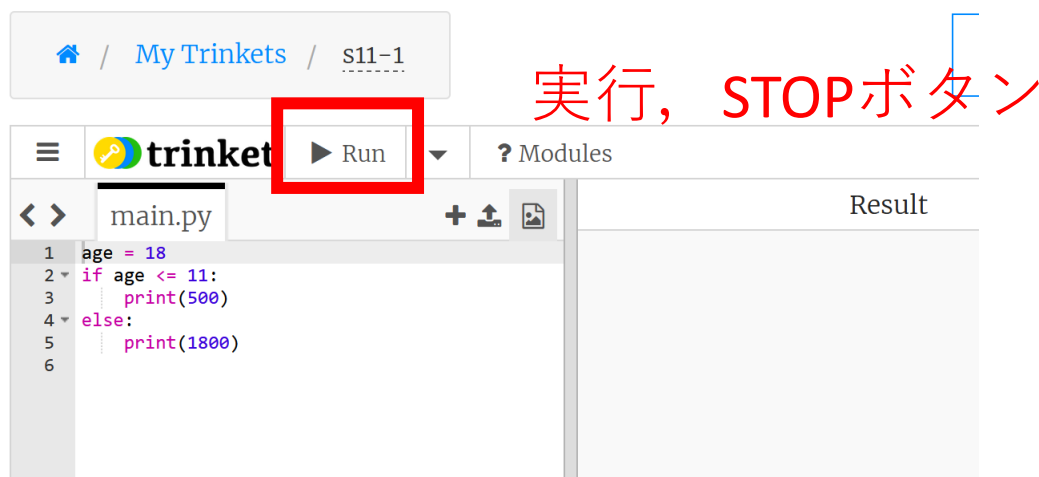 / My Trinkets / s11-1
実行，STOPボタン
trinket Run ? Modules
main.py
Result
1 age = 18
2 if age <= 11:
3 print(500)
4 else:
5 print(1800)
6